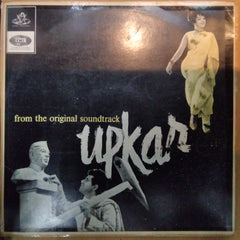 from the original soundtrack
upkar